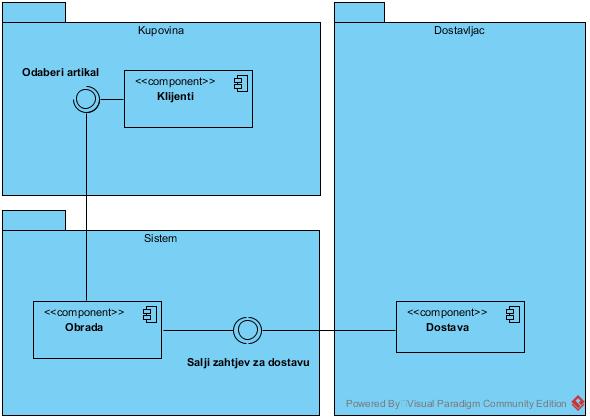 Kupovina
Odaberi artikal
<<component>>
Klijenti
Dostavljac
Sistem
<<component>>
Obrada
Salji zahtjev za dostavu
<<component>>
Dostava
Powered By Visual Paradigm Community Edition